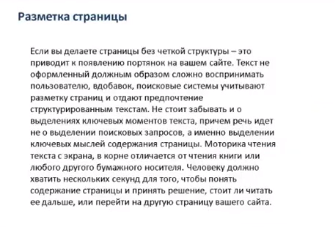 Разметка страницы
Если вы делаете страницы без четкой структуры – это
приводит к появлению портянок на вашем сайте. Текст не
оформленный должным образом сложно воспринимать
пользователю, вдобавок, поисковые системы учитывают
разметку страниц и отдают предпочтение
структурированным текстам. Не стоит забывать и о
выделениях ключевых моментов текста, причем речь идет
не о выделении поисковых запросов, а именно выделении
ключевых мыслей содержания страницы. Моторика чтения
текста с экрана, в корне отличается от чтения книги или
любого другого бумажного носителя. Человеку должно
хватить нескольких секунд для того, чтобы понять
содержание страницы и принять решение, стоит ли читать
ее дальше, или перейти на другую страницу вашего сайта.